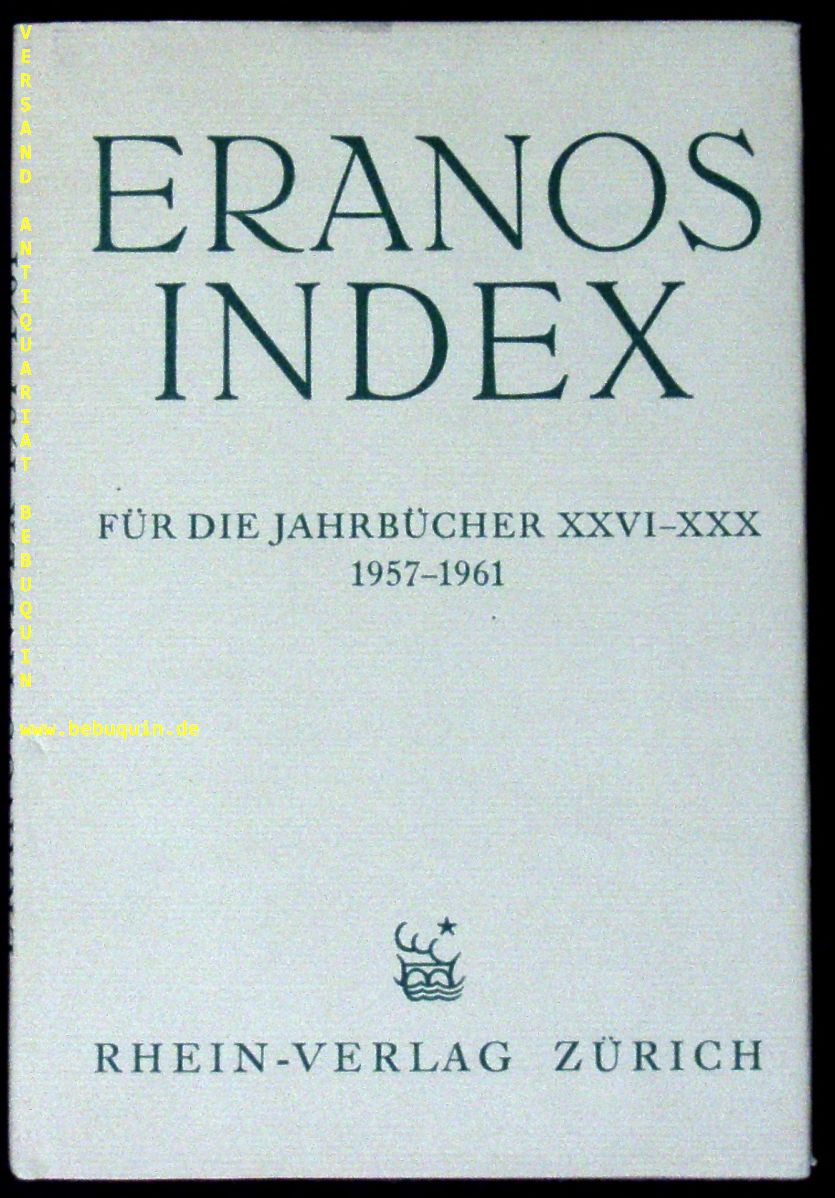 ERANOS
INDEX
FÜR DIE JAHRBÜCHER XXVI–XXX
1957–1961
RHEIN-VERLAG ZÜRICH
VERSAND ANTIQUARIAT BEBUQUIN
www.bebuquin.de